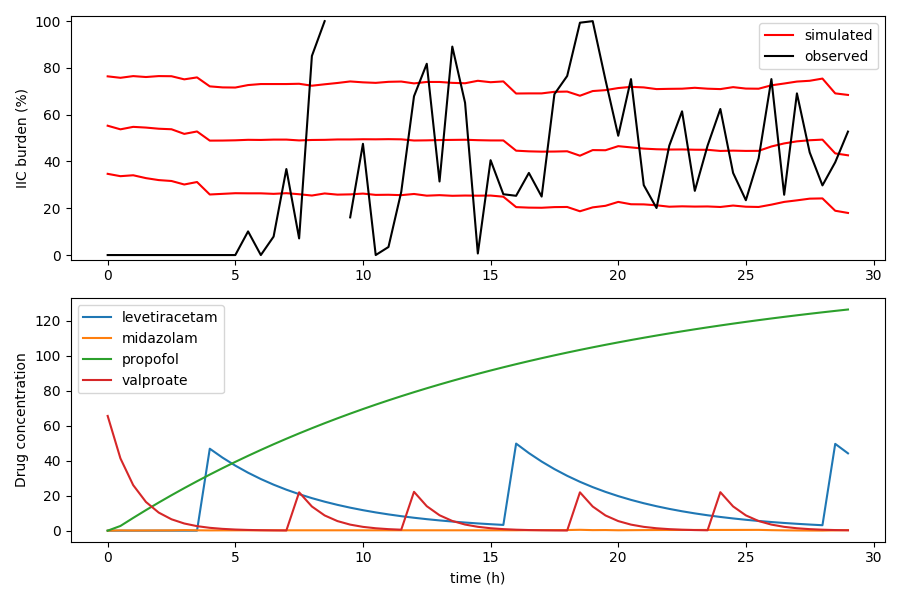 100
80
60
40
20
0
IIC burden (%)
simulated
observed
0 5 10 15 20 25 30
120
100
80
60
40
20
0
Drug concentration
levetiracetam
midazolam
propofol
valproate
0 5 10 15 20 25 30
time (h)